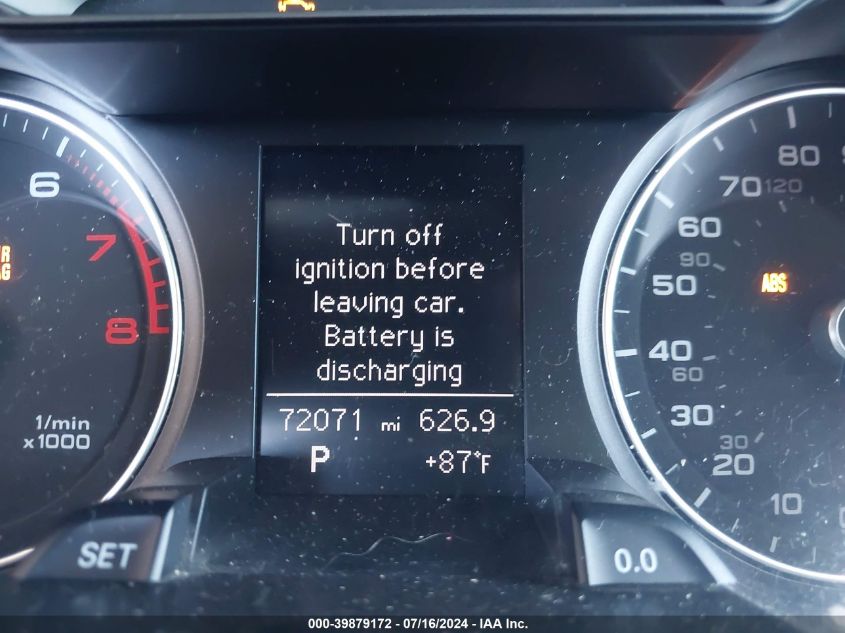 Turn off
ignition before
leaving car.
Battery is
discharging
72071 mi 626.9
P +87°F
6
7
8
1/min
x1000
SET
80
70 120
60
90
50
ABS
40
60
30
30
20
10
0.0
000-39879172 - 07/16/2024 - IAA Inc.